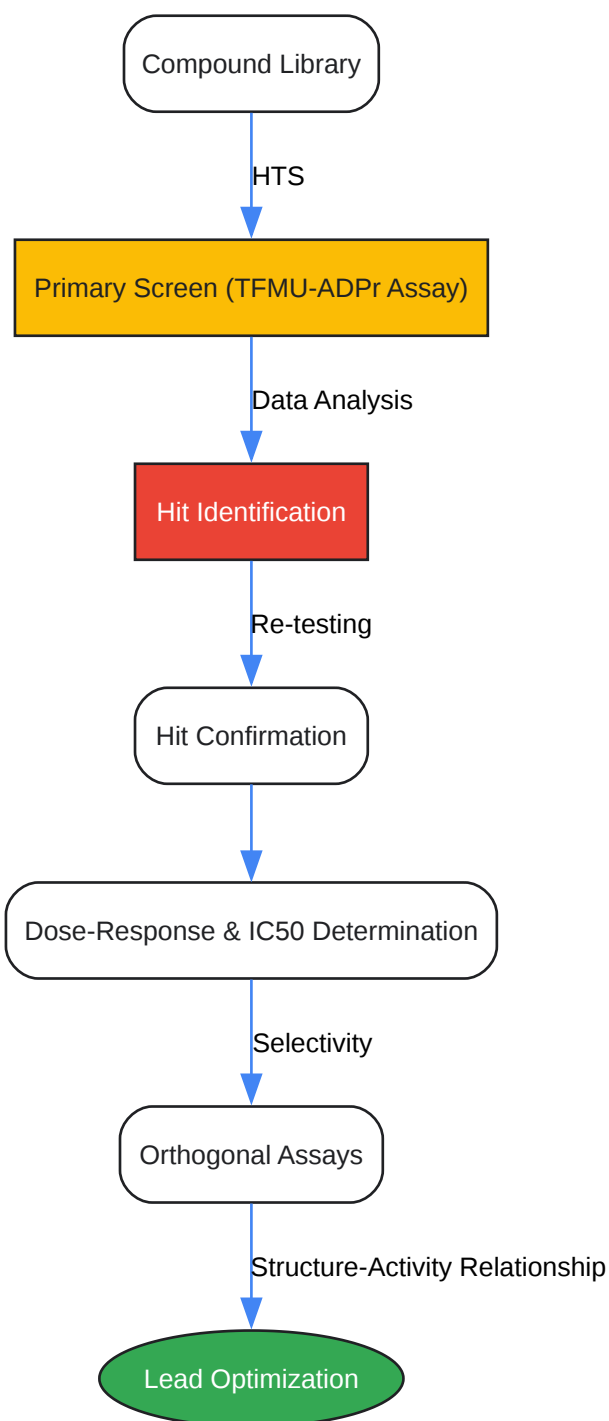 Compound Library
HTS
Primary Screen (TFMU-ADPr Assay)
Data Analysis
Hit Identification
Re-testing
Hit Confirmation
Dose-Response & IC50 Determination
Selectivity
Orthogonal Assays
Structure-Activity Relationship
Lead Optimization